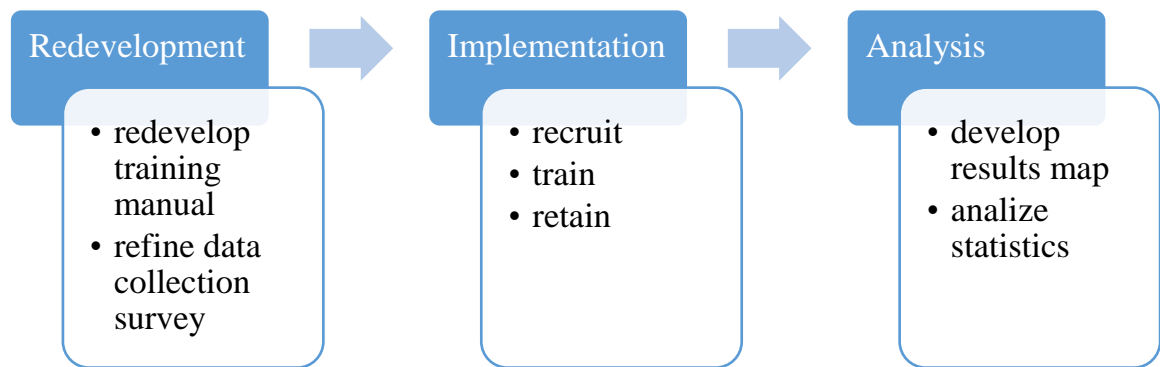 Redevelopment
• redevelop
training
manual
• refine data
collection
survey
Implementation
• recruit
• train
• retain
Analysis
• develop
results map
• analize
statistics